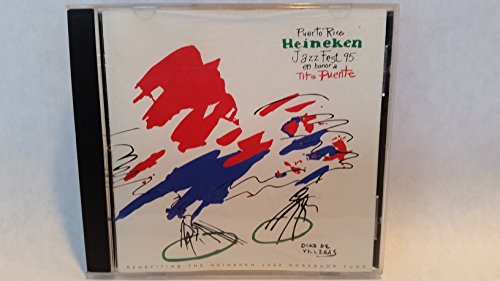 Puerto Rico
Heineken
Jazz Fest. 95
en honor a
Tito Puente
DIAZ DE
VILLEGAS
BENEFITING THE HEINEKEN JAZZ WORKSHOP FUND